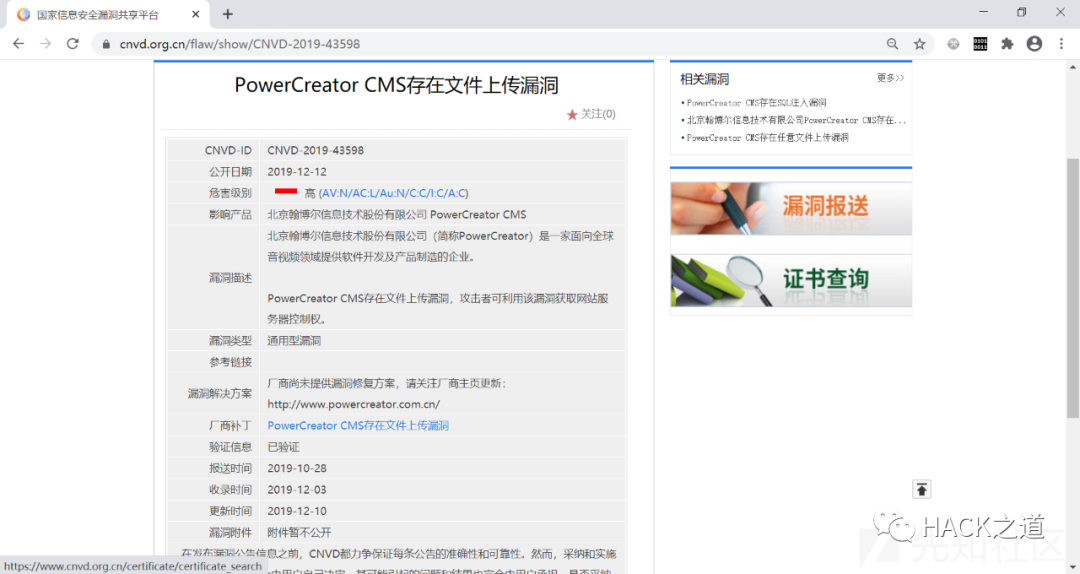 国家信息安全漏洞共享平台
cnvd.org.cn/flaw/show/CNVD-2019-43598
PowerCreator CMS存在文件上传漏洞
关注(0)
CNVD-ID CNVD-2019-43598
公开日期 2019-12-12
危害级别 高 (AV:N/AC:L/Au:N/C:C/I:C/A:C)
影响产品 北京翰博尔信息技术股份有限公司 PowerCreator CMS
漏洞描述
北京翰博尔信息技术股份有限公司（简称PowerCreator）是一家面向全球
音视频领域提供软件开发及产品制造的企业。
PowerCreator CMS存在文件上传漏洞，攻击者可利用该漏洞获取网站服
务器控制权。
漏洞类型 通用型漏洞
参考链接
漏洞解决方案
厂商尚未提供漏洞修复方案，请关注厂商主页更新：
http://www.powercreator.com.cn/
厂商补丁 PowerCreator CMS存在文件上传漏洞
验证信息 已验证
报送时间 2019-10-28
收录时间 2019-12-03
更新时间 2019-12-10
漏洞附件 附件暂不公开
在发布漏洞公告信息之前，CNVD都力争保证每条公告的准确性和可靠性。然而，采纳和实施
https://www.cnvd.org.cn/certificate/certificate_search
相关漏洞 更多>>
•PowerCreator CMS存在SQL注入漏洞
•北京翰博尔信息技术有限公司PowerCreator CMS存在...
•PowerCreator CMS存在任意文件上传漏洞
漏洞报送
证书查询
HACK之道
先知社区